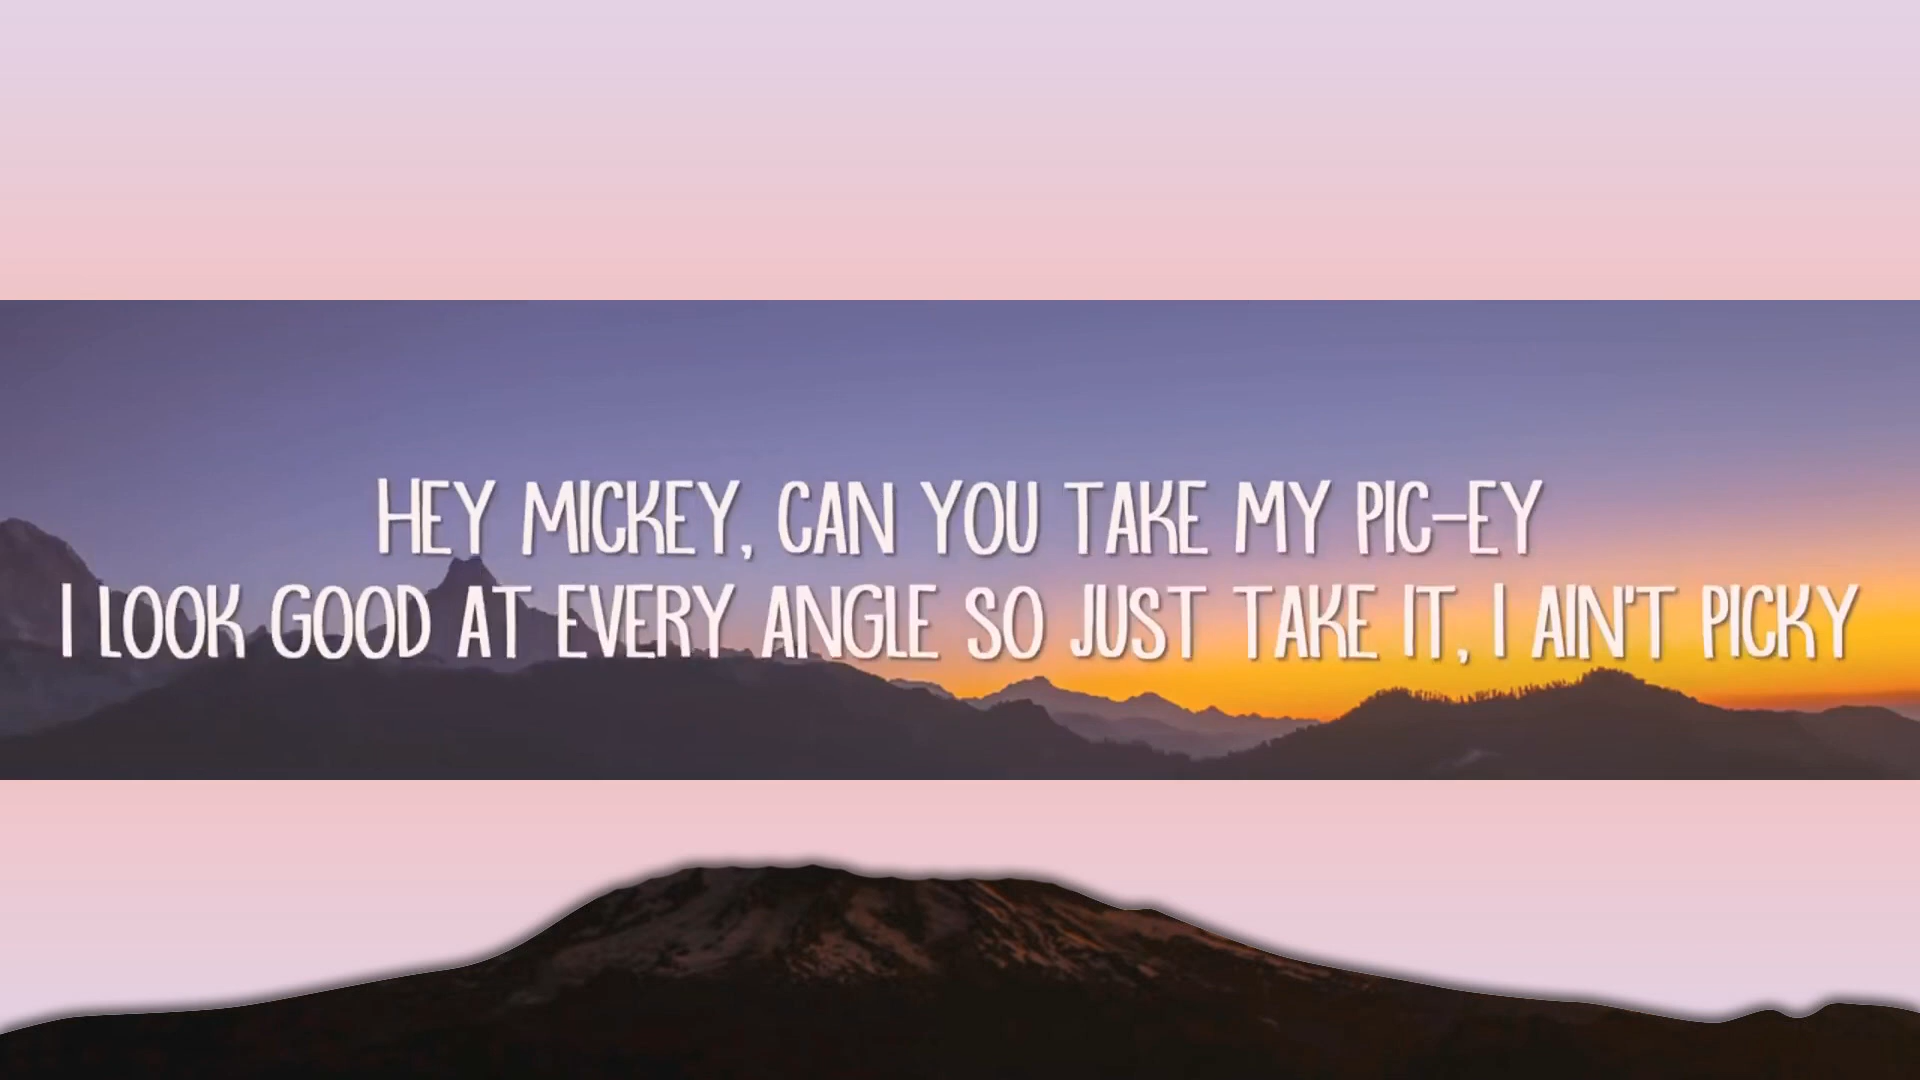 HEY MICKEY, CAN YOU TAKE MY PIC-EY
I LOOK GOOD AT EVERY ANGLE SO JUST TAKE IT, I AIN'T PICKY